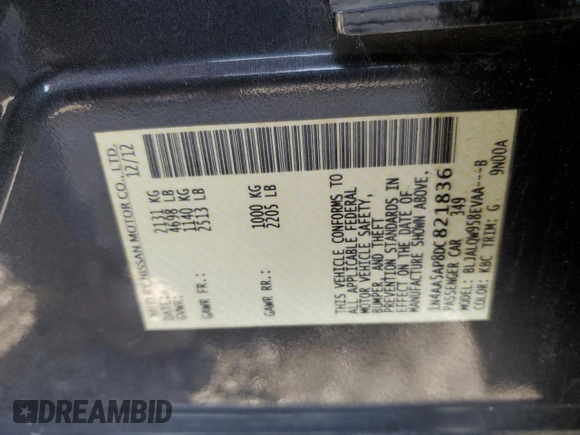 MFD BY NISSAN MOTOR CO., LTD.
DATE: 12/12
GVWR: 2131 KG
4698 LB
GAWR FR.: 1140 KG
2513 LB
GAWR RR.: 1000 KG
2205 LB
THIS VEHICLE CONFORMS TO
ALL APPLICABLE FEDERAL
MOTOR VEHICLE SAFETY,
BUMPER, AND THEFT
PREVENTION STANDARDS IN
EFFECT ON THE DATE OF
MANUFACTURE SHOWN ABOVE.
1N4AA5AP8DC821836
PASSENGER CAR 349
MODEL: BLJALQW958EVAA---B
COLOR: KBC TRIM: G 9N00A
DREAMBID